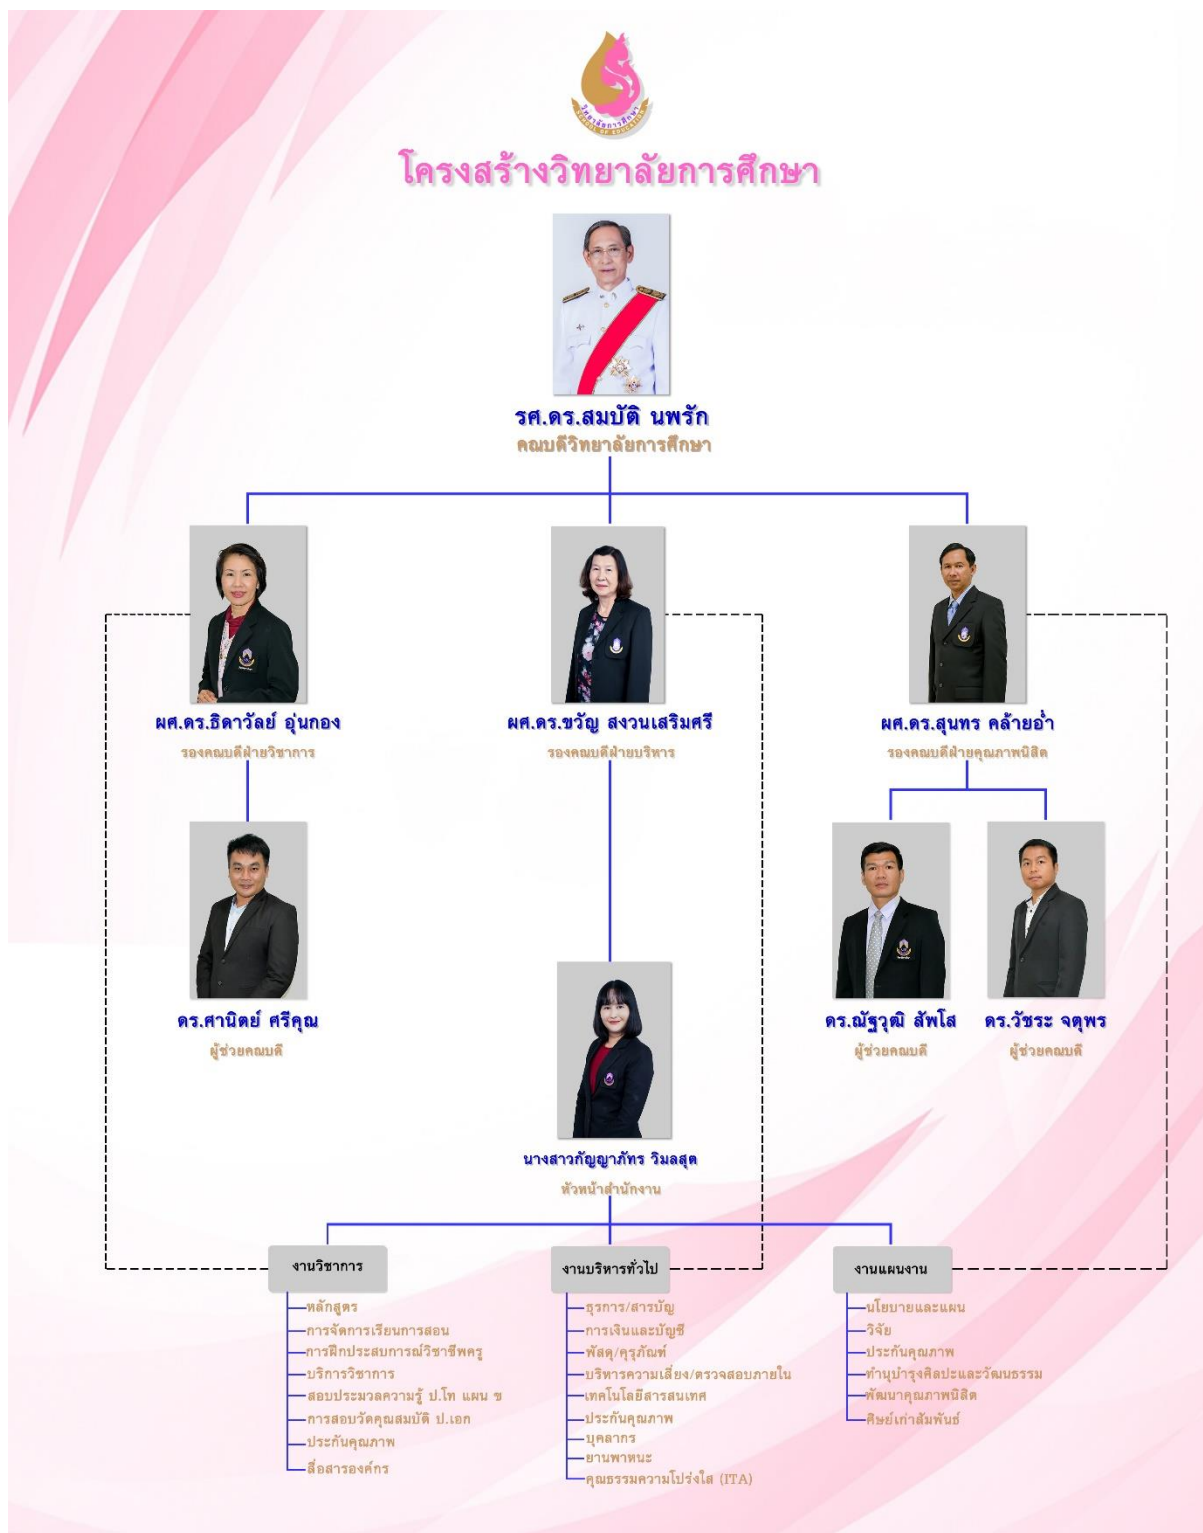 วิทยาลัยการศึกษา
SCHOOL OF EDUCATION
โครงสร้างวิทยาลัยการศึกษา
รศ.ดร.สมบัติ นพรัก
คณบดีวิทยาลัยการศึกษา
ผศ.ดร.ธิดาวัลย์ อุ่นกอง
รองคณบดีฝ่ายวิชาการ
ผศ.ดร.ขวัญ สงวนเสริมศรี
รองคณบดีฝ่ายบริหาร
ผศ.ดร.สุนทร คล้ายอ่ำ
รองคณบดีฝ่ายคุณภาพนิสิต
ดร.ศานิตย์ ศรีคุณ
ผู้ช่วยคณบดี
ดร.ณัฐวุฒิ สัพโส
ผู้ช่วยคณบดี
ดร.วัชระ จตุพร
ผู้ช่วยคณบดี
นางสาวกัญญาภัทร วิมลสุต
หัวหน้าสำนักงาน
งานวิชาการ
หลักสูตร
การจัดการเรียนการสอน
การฝึกประสบการณ์วิชาชีพครู
บริการวิชาการ
สอบประมวลความรู้ ป.โท แผน ข
การสอบวัดคุณสมบัติ ป.เอก
ประกันคุณภาพ
สื่อสารองค์กร
งานบริหารทั่วไป
ธุรการ/สารบัญ
การเงินและบัญชี
พัสดุ/คุรุภัณฑ์
บริหารความเสี่ยง/ตรวจสอบภายใน
เทคโนโลยีสารสนเทศ
ประกันคุณภาพ
บุคลากร
ยานพาหนะ
คุณธรรมความโปร่งใส (ITA)
งานแผนงาน
นโยบายและแผน
วิจัย
ประกันคุณภาพ
ทำนุบำรุงศิลปะและวัฒนธรรม
พัฒนาคุณภาพนิสิต
ศิษย์เก่าสัมพันธ์